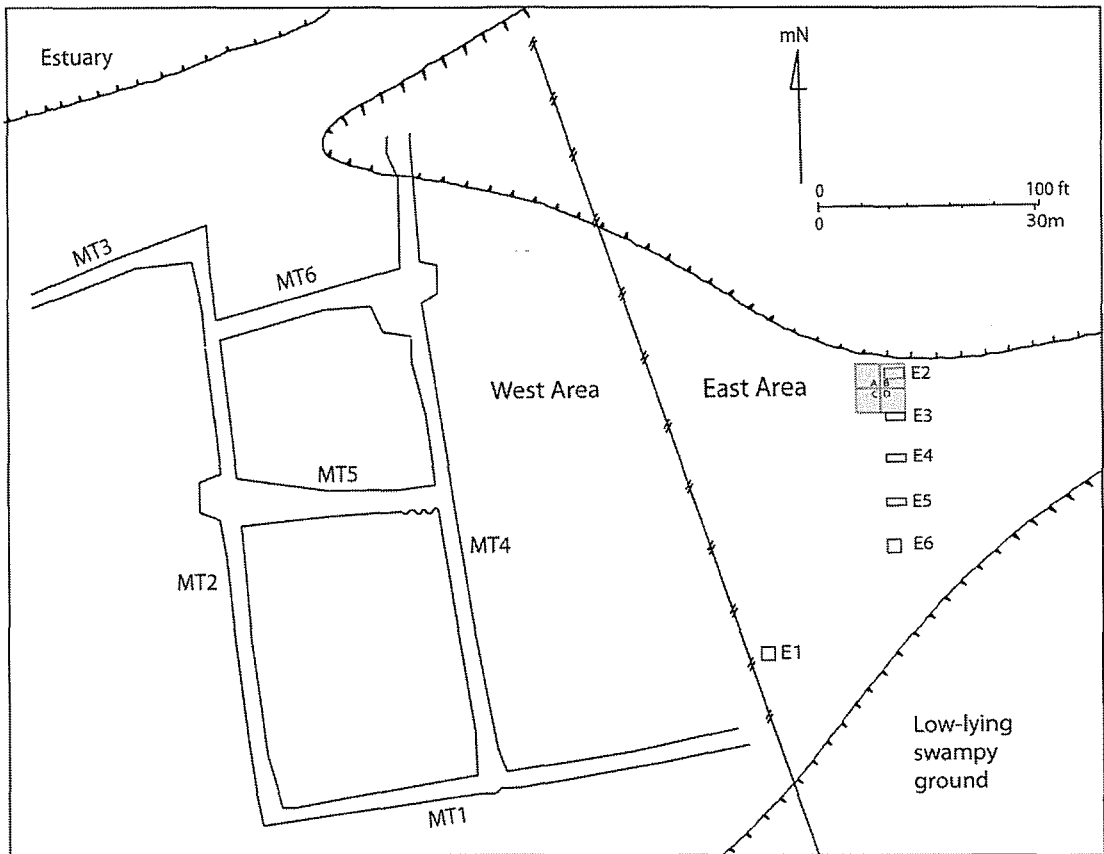 Estuary
mN
0 100 ft
0 30m
MT3
MT6
West Area
East Area
A B
C D
E2
E3
E4
E5
E6
MT5
MT4
MT2
E1
Low-lying
swampy
ground
MT1